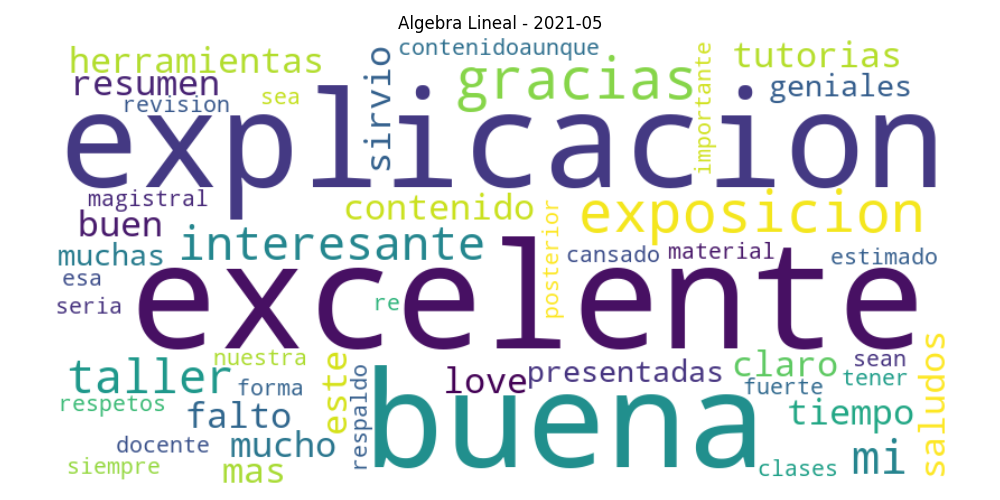 Algebra Lineal - 2021-05
contenidoaunque
herramientas
sirvio
gracias
importante
tutorias
resumen
geniales
revision
sea
explicacion
magistral
contenido
exposicion
buen
interesante
posterior
muchas
cansado
material
estimado
esa
excelente
seria
re
nuestra
este
claro
sean
saludos
taller
forma
respaldo
love
presentadas
fuerte
tener
respetos
falto
buena
tiempo
docente
mucho
siempre
mas
clases
mi